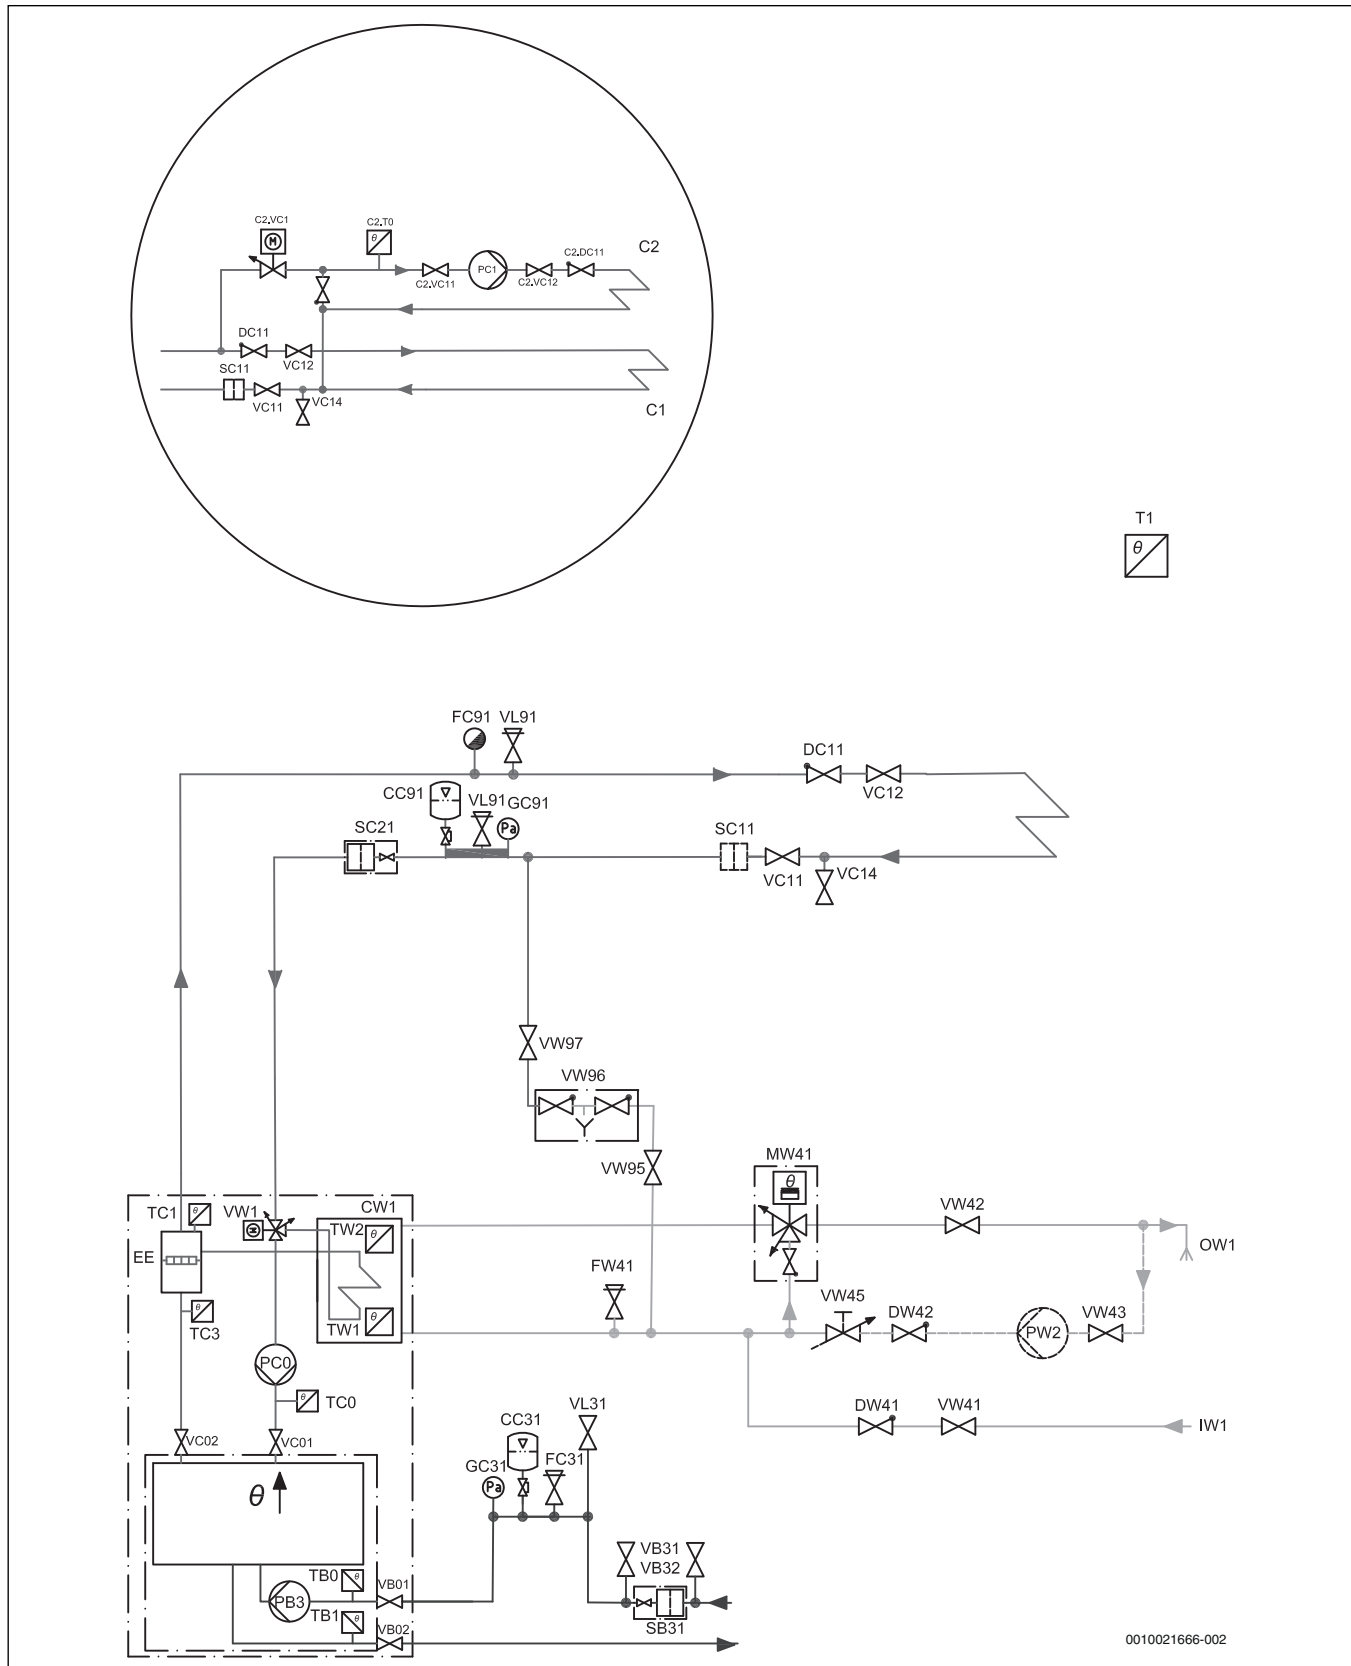 C2.VC1
M
C2.T0
θ
C2
C2.DC11
PC1
C2.VC11
C2.VC12
DC11
VC12
SC11
VC11
VC14
C1
T1
θ
FC91
VL91
DC11
VC12
CC91
VL91
GC91
Pa
SC21
SC11
VC11
VC14
VW97
VW96
VW95
MW41
θ
TC1
θ
VW1
M
CW1
TW2
θ
VW42
OW1
EE
FW41
VW45
DW42
VW43
PW2
θ
TC3
TW1
θ
PC0
θ
TC0
VC02
VC01
DW41
VW41
IW1
VL31
CC31
GC31
FC31
Pa
θ
VB31
VB32
TB0
θ
VB01
PB3
TB1
θ
VB02
SB31
0010021666-002